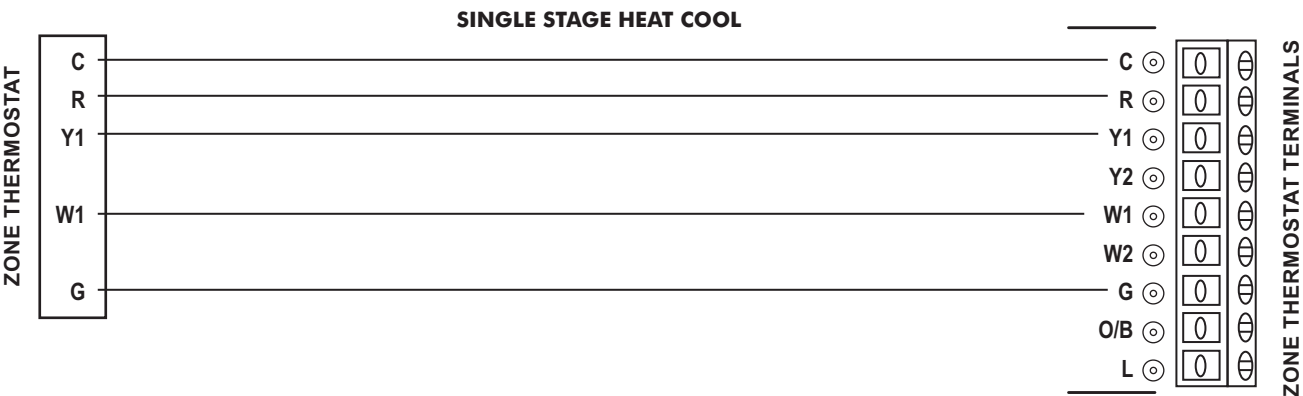 SINGLE STAGE HEAT COOL
ZONE THERMOSTAT
C
R
Y1
W1
G
C
R
Y1
Y2
W1
W2
G
O/B
L
ZONE THERMOSTAT TERMINALS